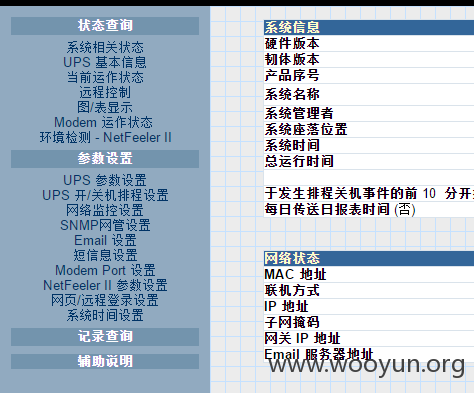 状态查询
系统相关状态
UPS 基本信息
当前运作状态
远程控制
图/表显示
Modem 运作状态
环境检测 - NetFeeler II
参数设置
UPS 参数设置
UPS 开/关机排程设置
网络监控设置
SNMP网管设置
Email 设置
短信息设置
Modem Port 设置
NetFeeler II 参数设置
网页/远程登录设置
系统时间设置
记录查询
辅助说明
系统信息
硬件版本
韧体版本
产品序号
系统名称
系统管理者
系统座落位置
系统时间
总运行时间
于发生排程关机事件的前 10 分开
每日传送日报表时间 (否)
网络状态
MAC 地址
联机方式
IP 地址
子网掩码
网关 IP 地址
Email 服务器地址
www.wooyun.org